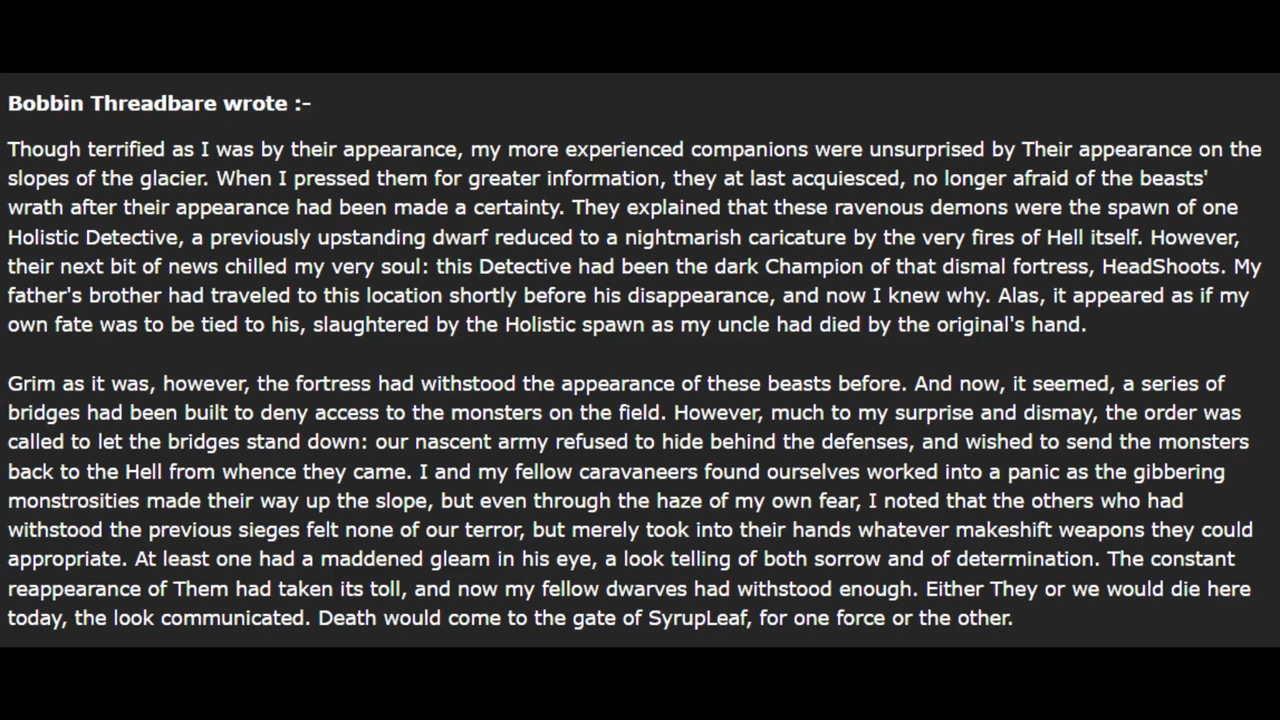 Bobbin Threadbare wrote :-
Though terrified as I was by their appearance, my more experienced companions were unsurprised by Their appearance on the
slopes of the glacier. When I pressed them for greater information, they at last acquiesced, no longer afraid of the beasts'
wrath after their appearance had been made a certainty. They explained that these ravenous demons were the spawn of one
Holistic Detective, a previously upstanding dwarf reduced to a nightmarish caricature by the very fires of Hell itself. However,
their next bit of news chilled my very soul: this Detective had been the dark Champion of that dismal fortress, HeadShoots. My
father's brother had traveled to this location shortly before his disappearance, and now I knew why. Alas, it appeared as if my
own fate was to be tied to his, slaughtered by the Holistic spawn as my uncle had died by the original's hand.
Grim as it was, however, the fortress had withstood the appearance of these beasts before. And now, it seemed, a series of
bridges had been built to deny access to the monsters on the field. However, much to my surprise and dismay, the order was
called to let the bridges stand down: our nascent army refused to hide behind the defenses, and wished to send the monsters
back to the Hell from whence they came. I and my fellow caravaneers found ourselves worked into a panic as the gibbering
monstrosities made their way up the slope, but even through the haze of my own fear, I noted that the others who had
withstood the previous sieges felt none of our terror, but merely took into their hands whatever makeshift weapons they could
appropriate. At least one had a maddened gleam in his eye, a look telling of both sorrow and of determination. The constant
reappearance of Them had taken its toll, and now my fellow dwarves had withstood enough. Either They or we would die here
today, the look communicated. Death would come to the gate of SyrupLeaf, for one force or the other.